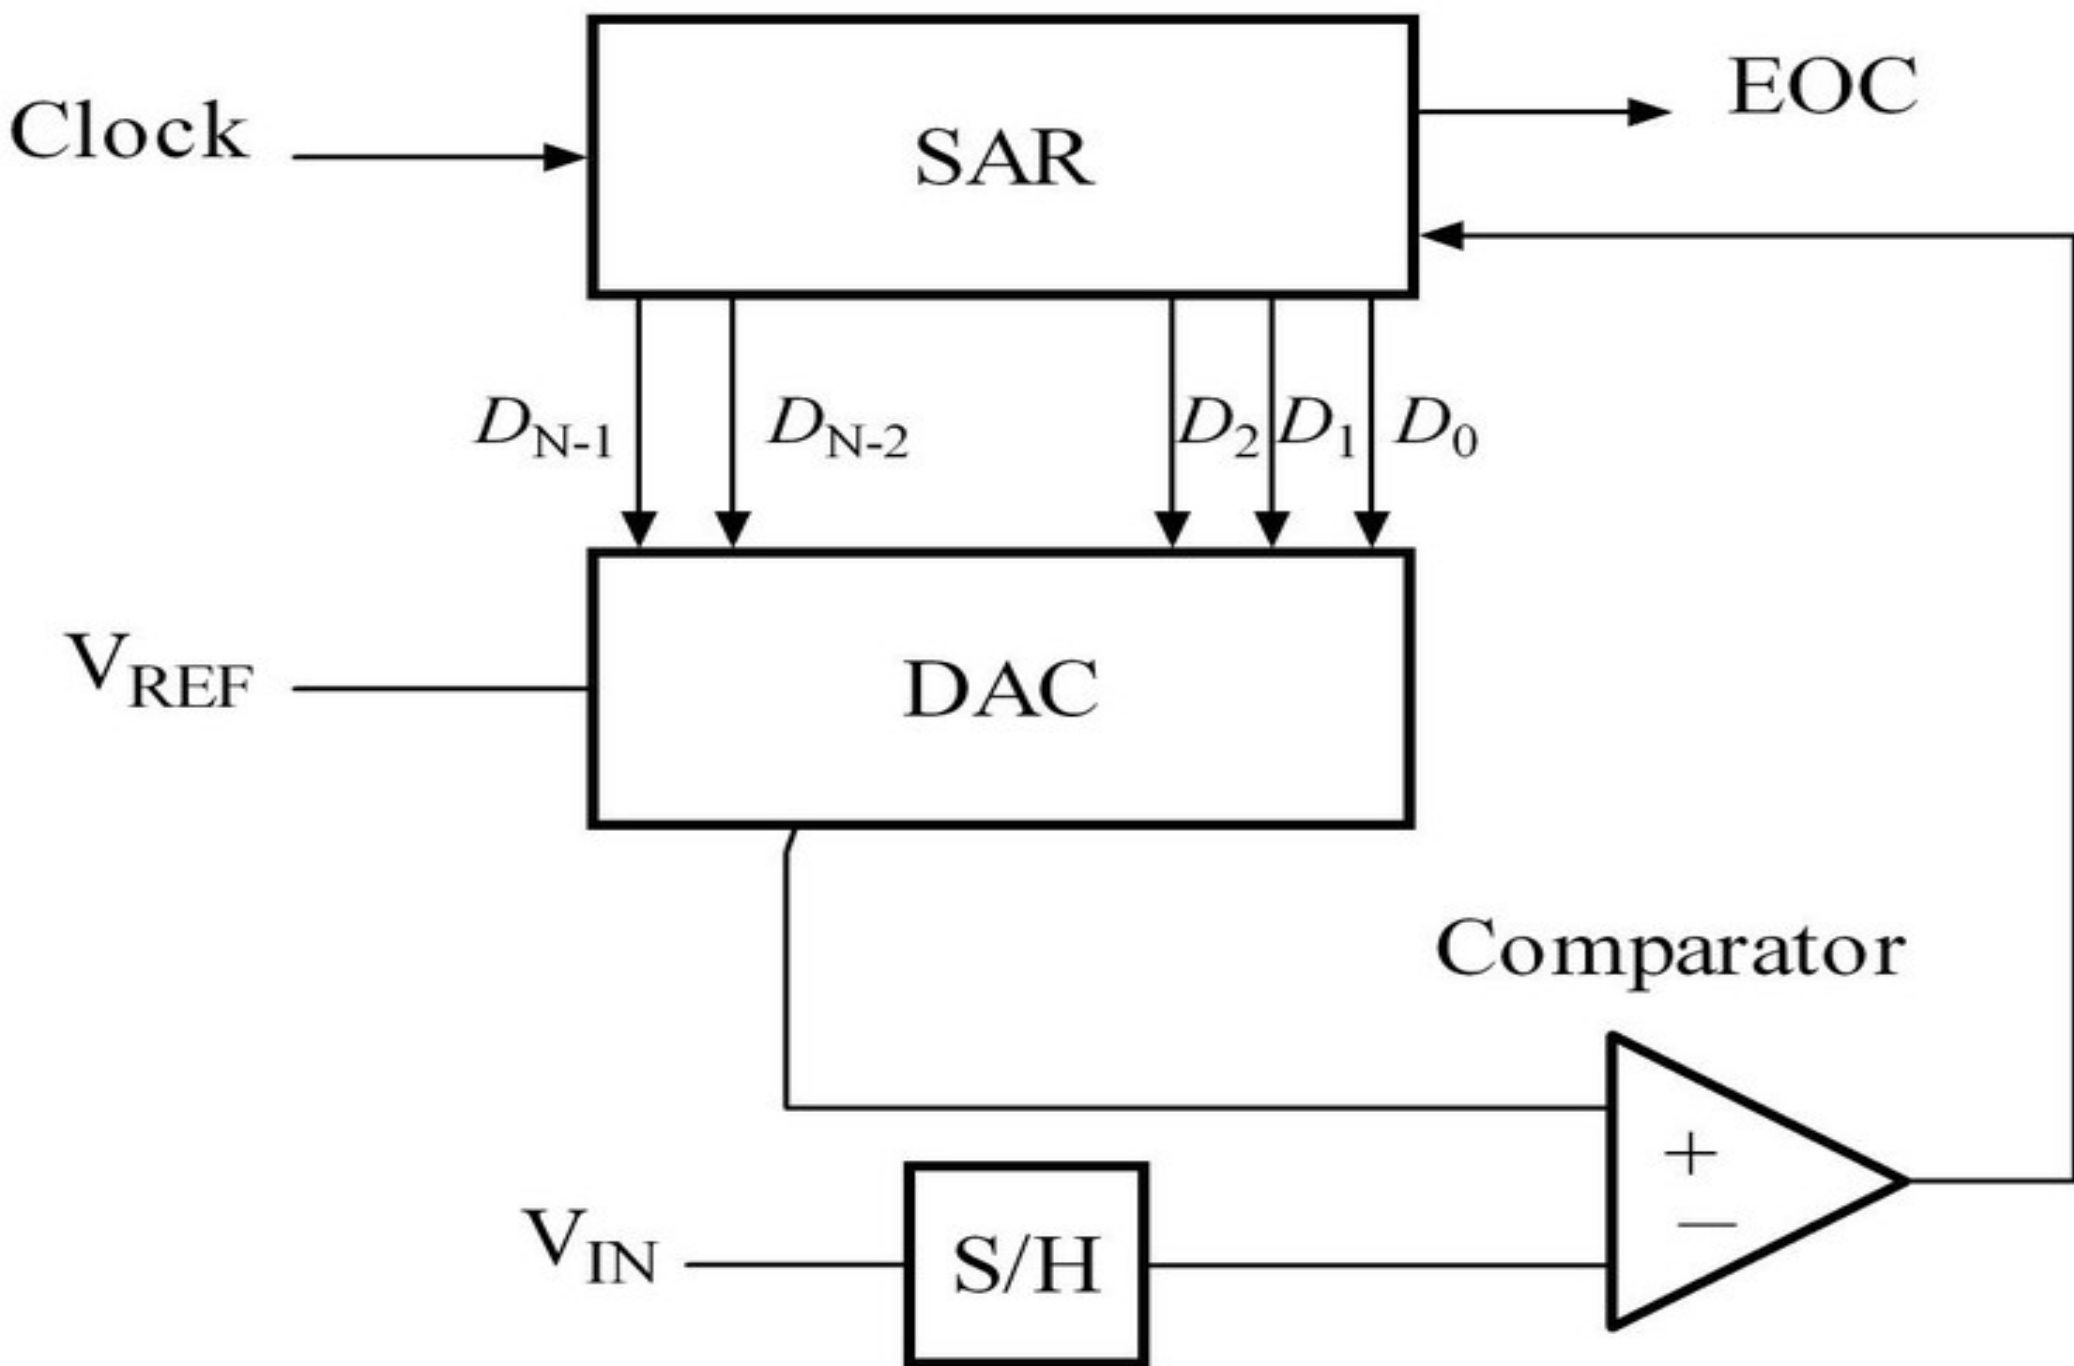 EOC
Clock
SAR
D_N-1 D_N-2 D_2 D_1 D_0
V_REF
DAC
Comparator
+
−
V_IN
S/H